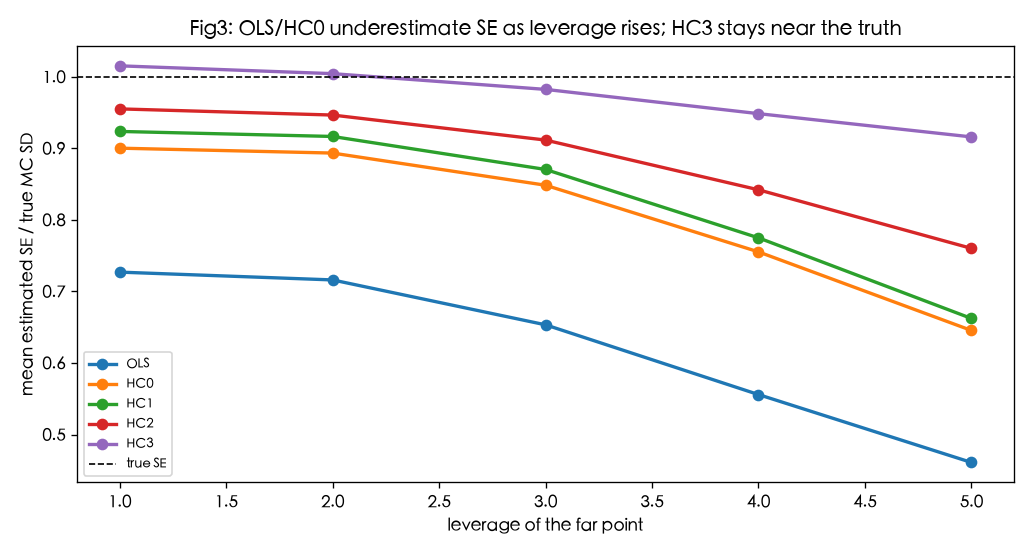 Fig3: OLS/HC0 underestimate SE as leverage rises; HC3 stays near the truth
mean estimated SE / true MC SD
1.0
0.9
0.8
0.7
0.6
0.5
OLS
HC0
HC1
HC2
HC3
true SE
1.0 1.5 2.0 2.5 3.0 3.5 4.0 4.5 5.0
leverage of the far point